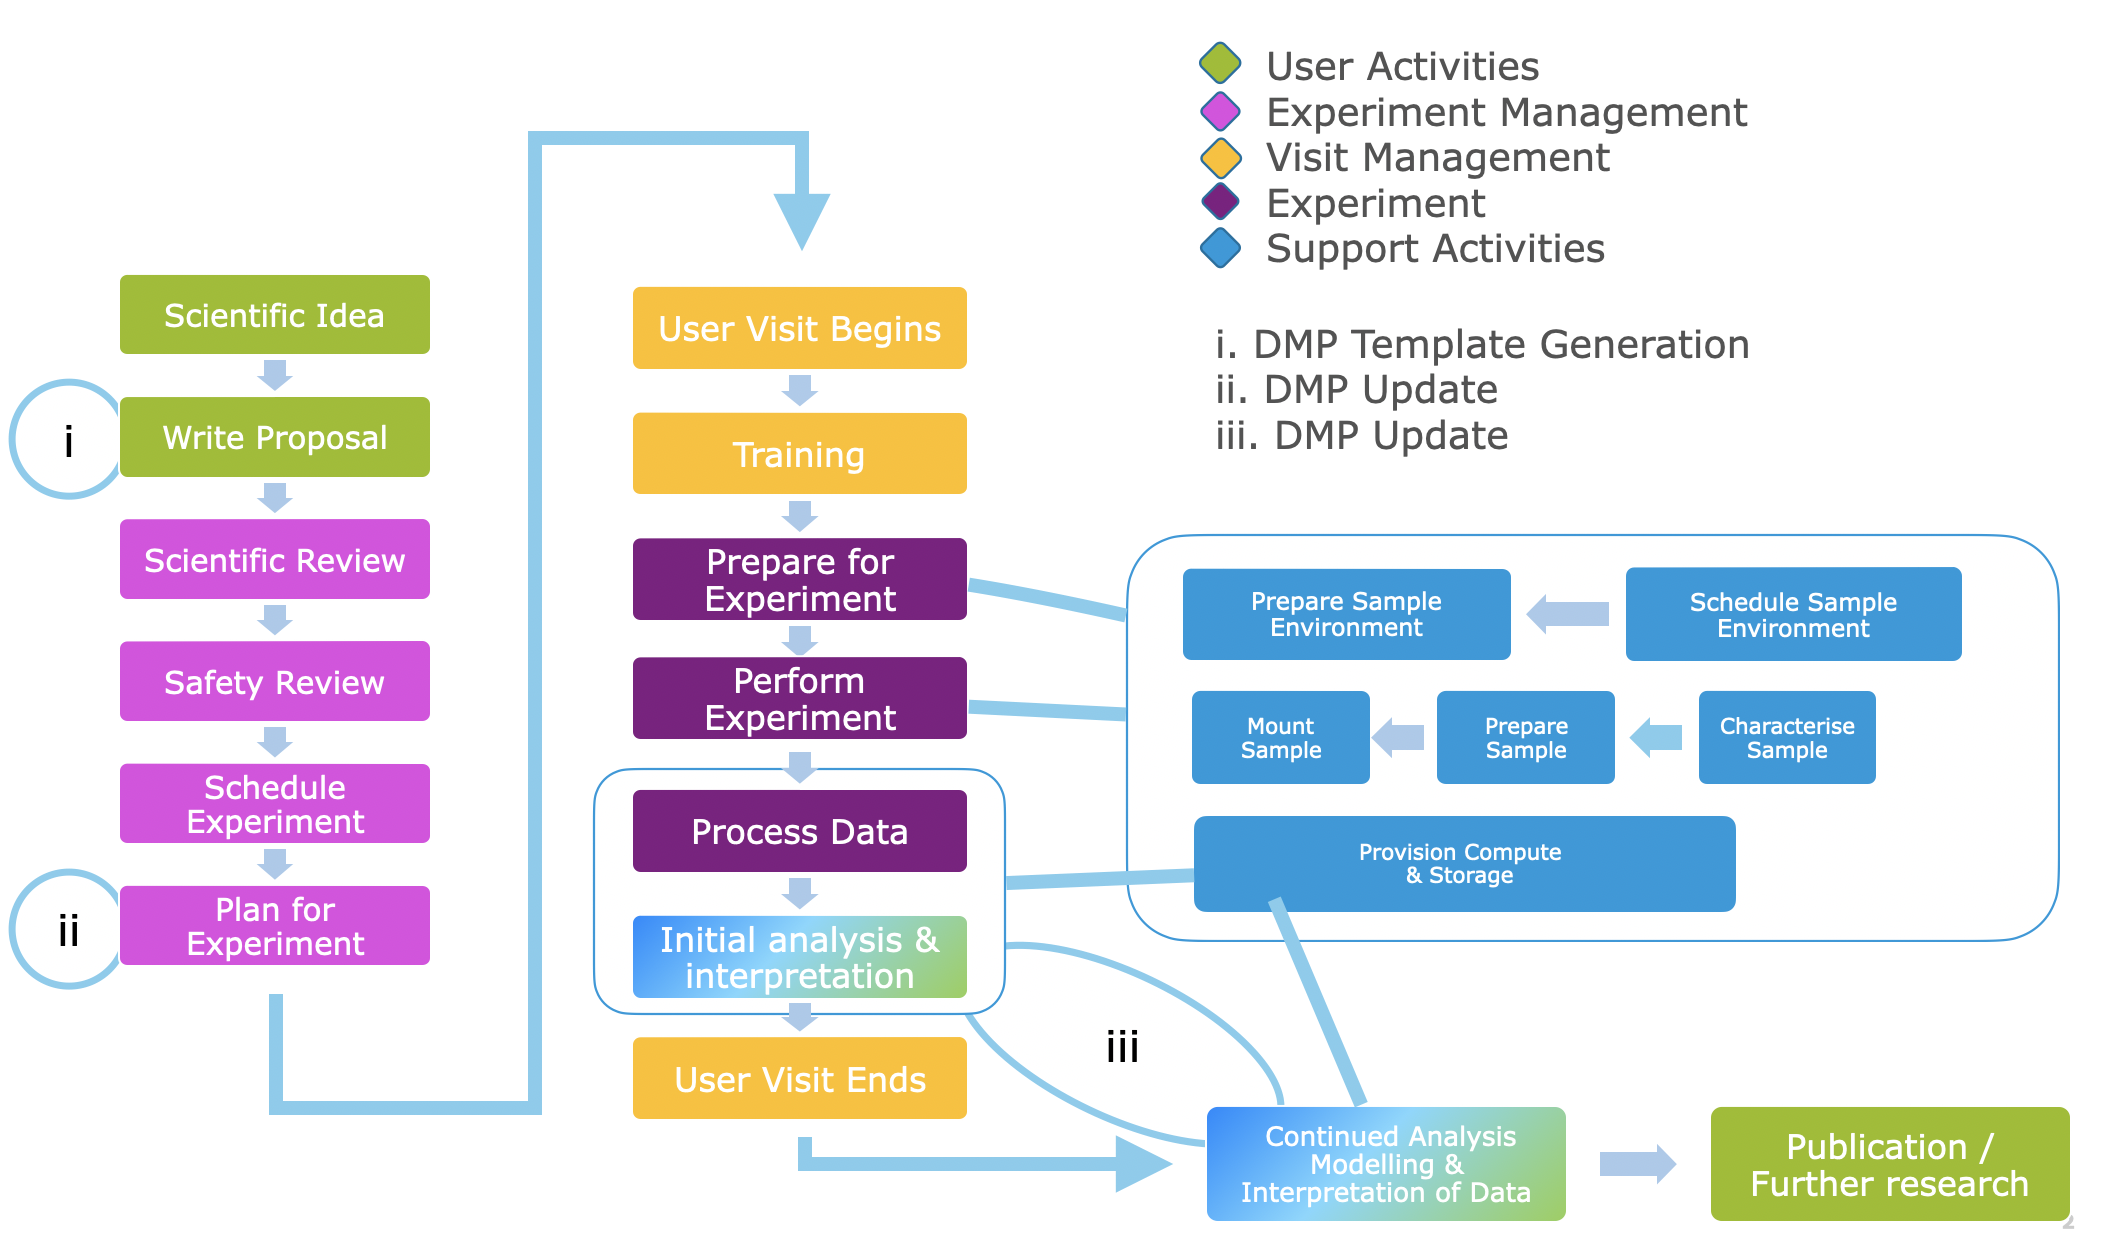 User Activities
Experiment Management
Visit Management
Experiment
Support Activities
i. DMP Template Generation
ii. DMP Update
iii. DMP Update
Scientific Idea
i
Write Proposal
Scientific Review
Safety Review
Schedule
Experiment
ii
Plan for
Experiment
User Visit Begins
Training
Prepare for
Experiment
Perform
Experiment
Process Data
Initial analysis &
interpretation
User Visit Ends
Prepare Sample
Environment
Schedule Sample
Environment
Mount
Sample
Prepare
Sample
Characterise
Sample
Provision Compute
& Storage
iii
Continued Analysis
Modelling &
Interpretation of Data
Publication /
Further research
2